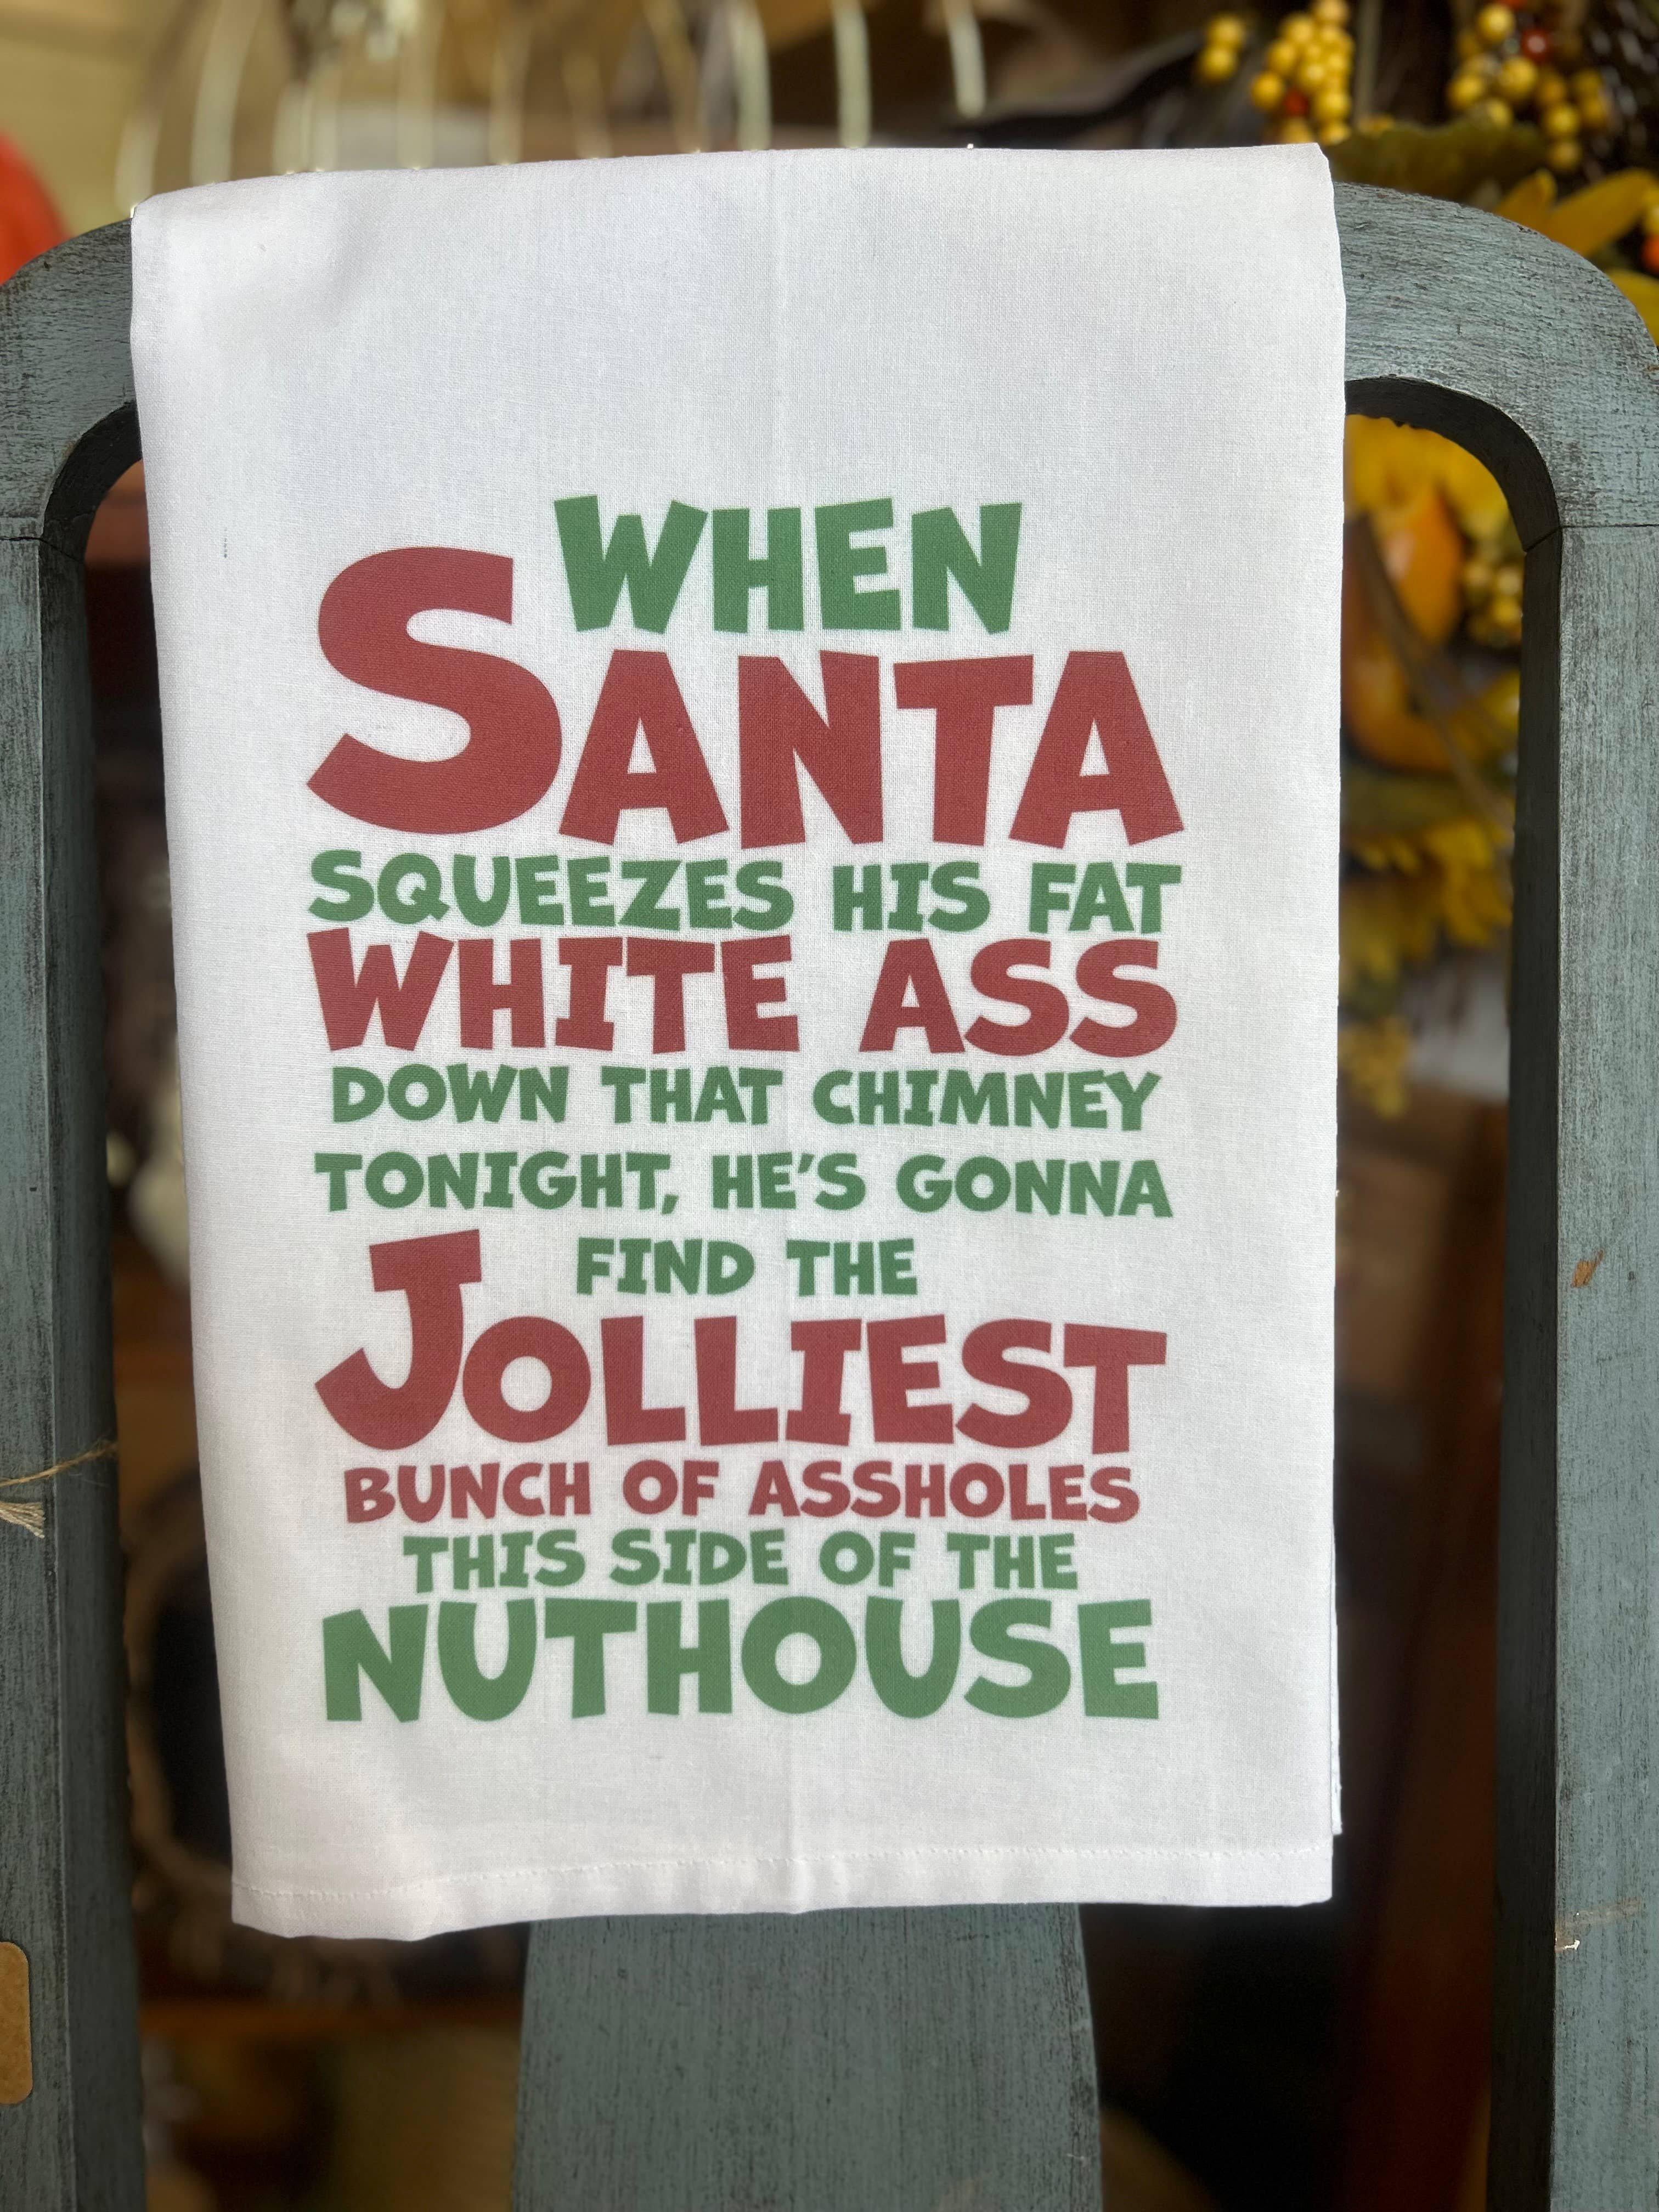 WHEN
SANTA
SQUEEZES HIS FAT
WHITE ASS
DOWN THAT CHIMNEY
TONIGHT, HE'S GONNA
FIND THE
JOLLIEST
BUNCH OF ASSHOLES
THIS SIDE OF THE
NUTHOUSE